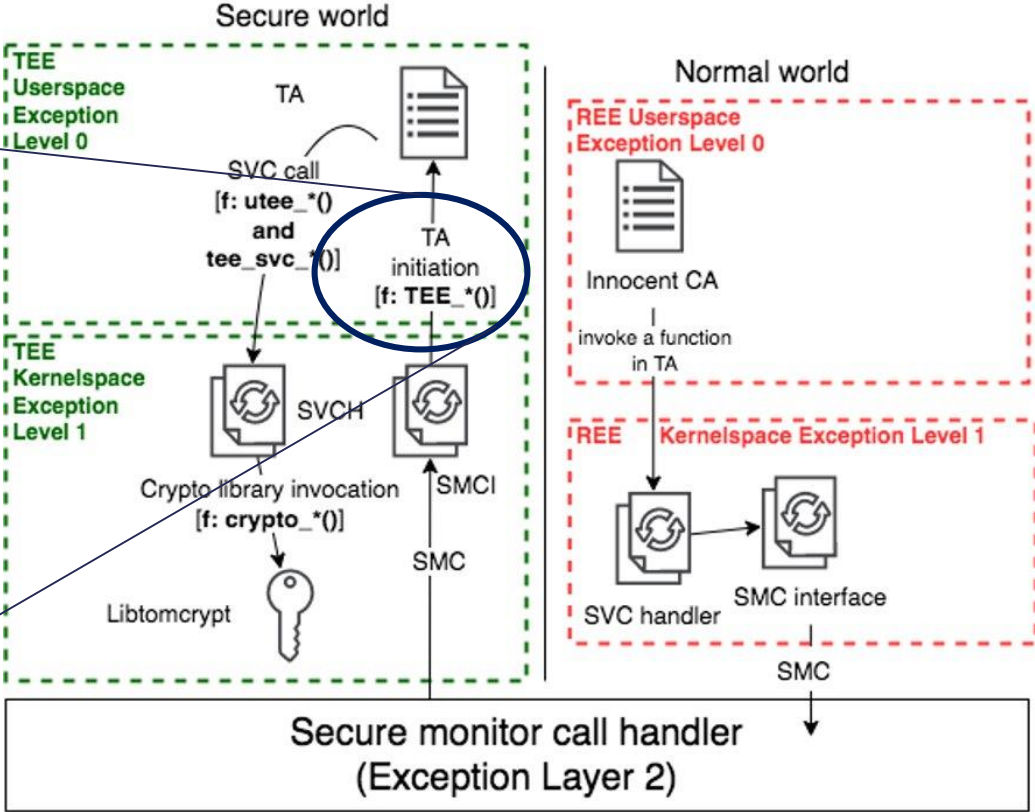 Secure world
TEE
Userspace
Exception
Level 0
TA
SVC call
[f: utee_*()
and
tee_svc_*()]
TA
initiation
[f: TEE_*()]
TEE
Kernelspace
Exception
Level 1
SVCH
SMCI
Crypto library invocation
[f: crypto_*()]
SMC
Libtomcrypt
Normal world
REE Userspace
Exception Level 0
Innocent CA
invoke a function
in TA
REE Kernelspace Exception Level 1
SVC handler
SMC interface
SMC
Secure monitor call handler
(Exception Layer 2)